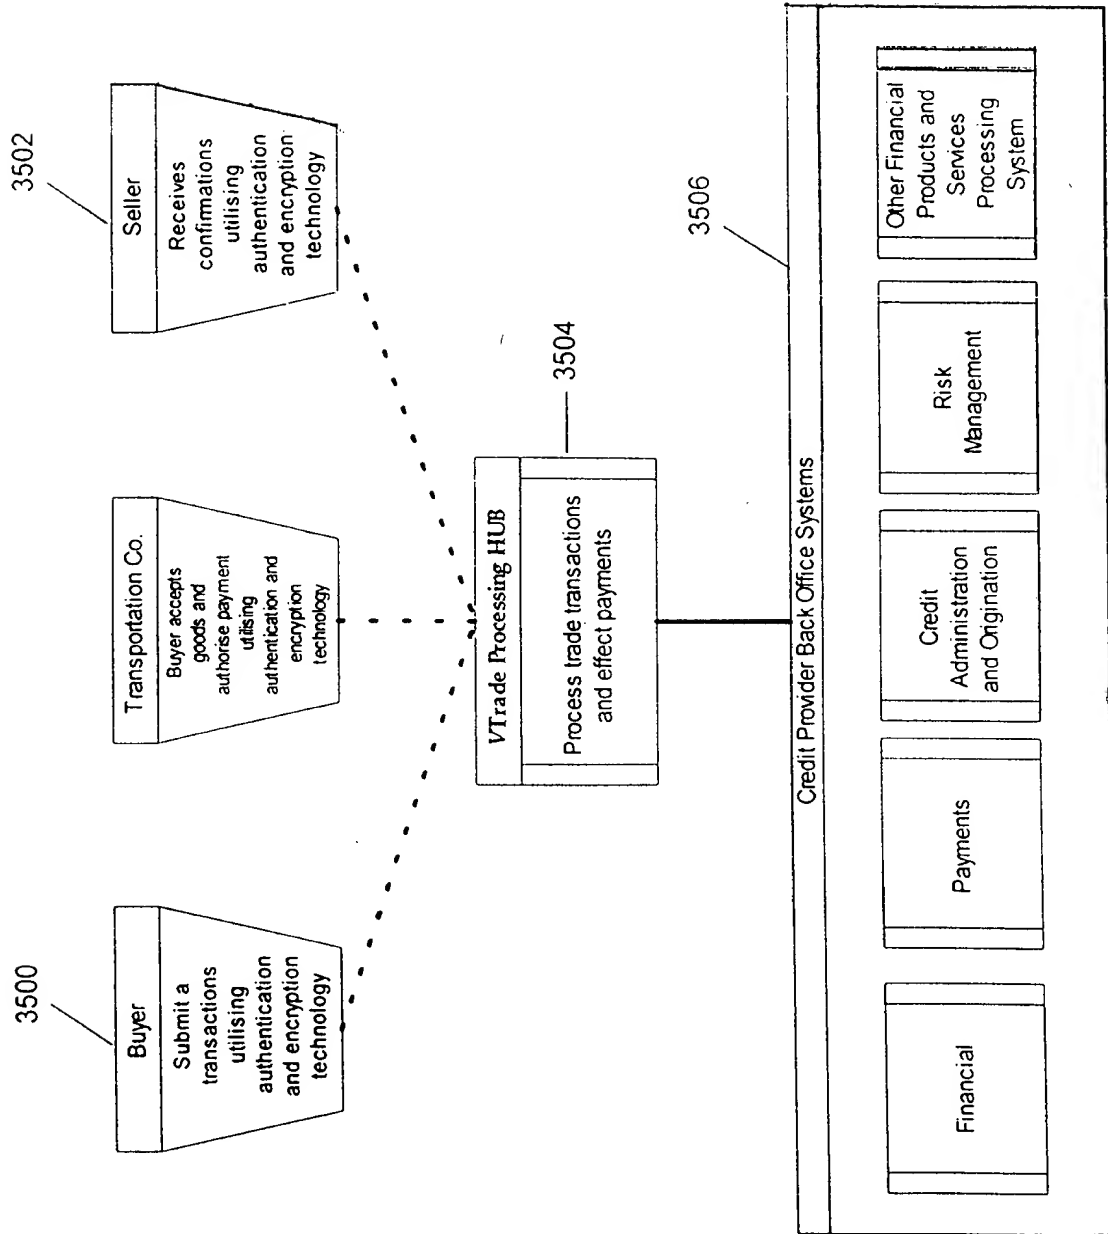 3500
3502
Buyer
Submit a
transactions
utilising
authentication
and encryption
technology
Transportation Co.
Buyer accepts
goods and
authorise payment
utilising
authentication and
encryption
technology
Seller
Receives
confirmations
utilising
authentication
and encryption
technology
VTrade Processing HUB
Process trade transactions
and effect payments
3504
3506
Credit Provider Back Office Systems
Financial
Payments
Credit
Administration
and Origination
Risk
Management
Other Financial
Products and
Services
Processing
System